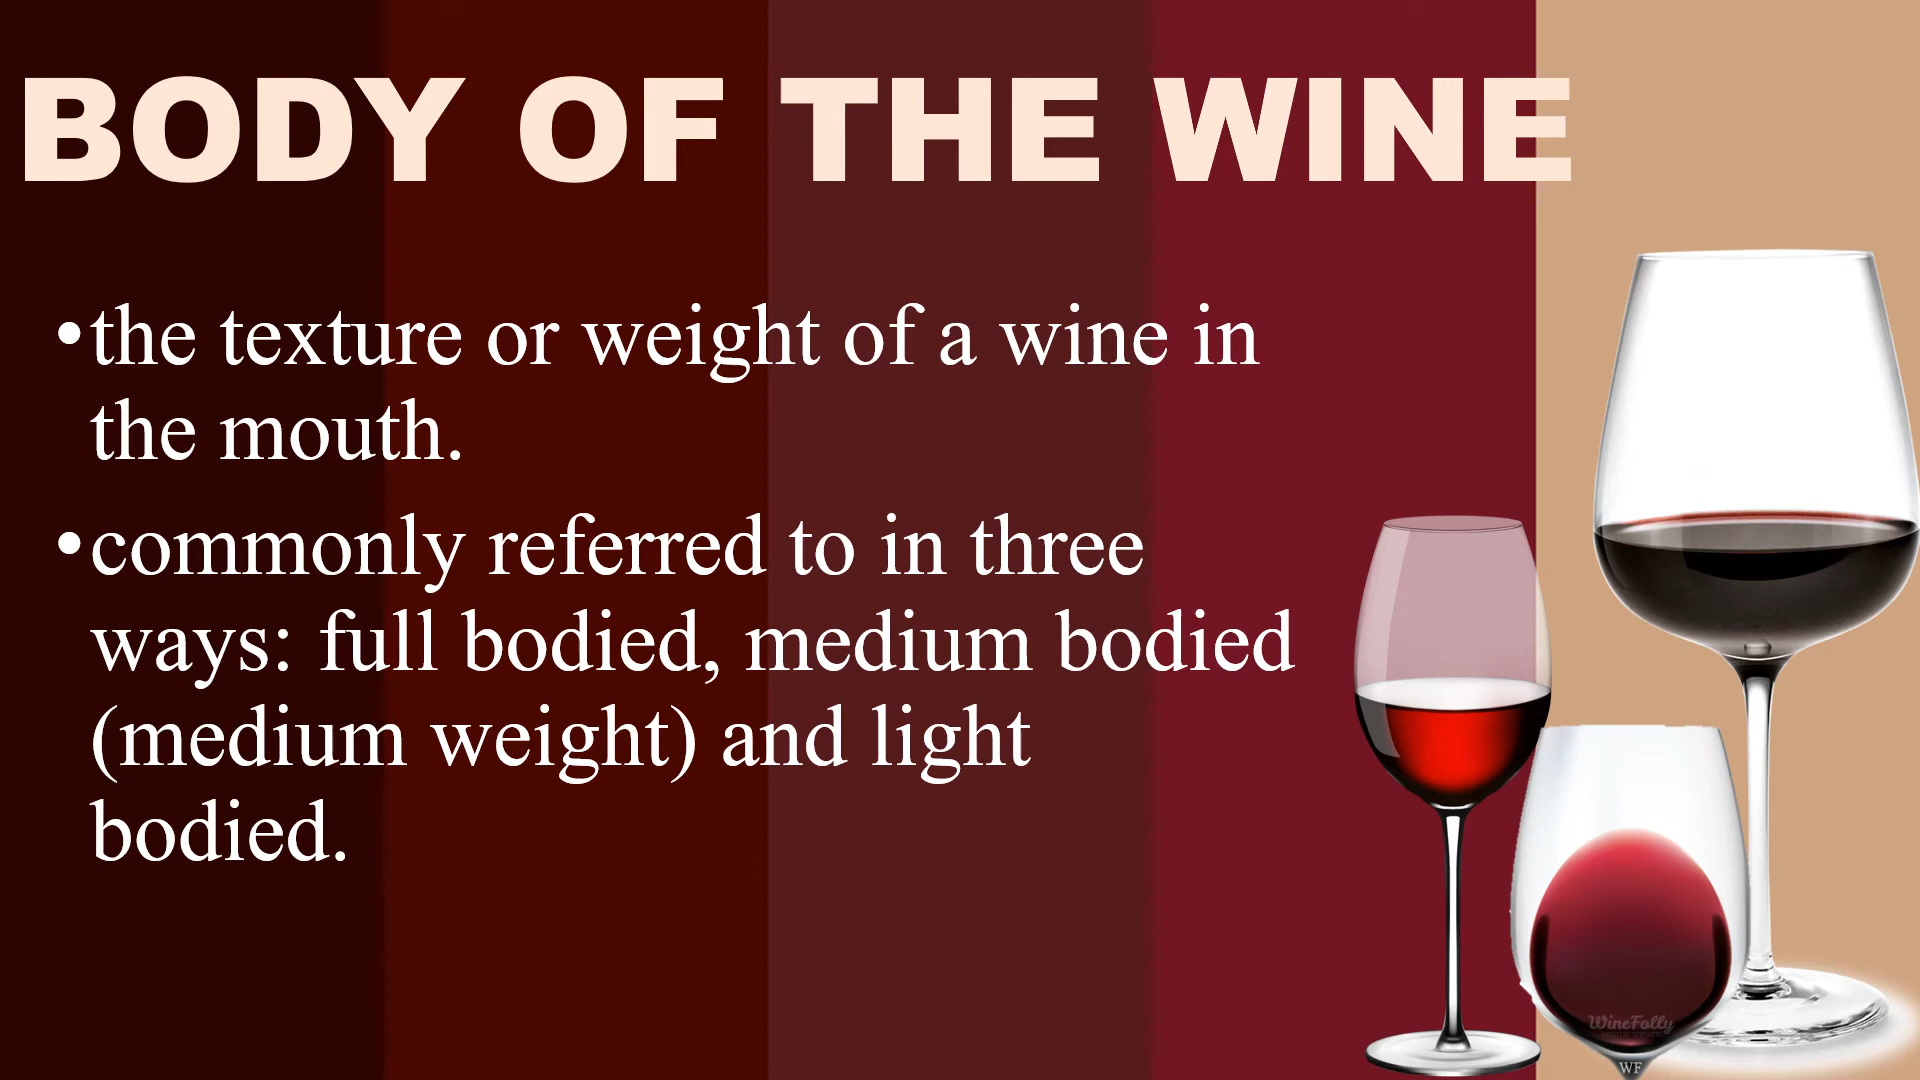 BODY OF THE WINE
•the texture or weight of a wine in
the mouth.
•commonly referred to in three
ways: full bodied, medium bodied
(medium weight) and light
bodied.
WineFolly
WF